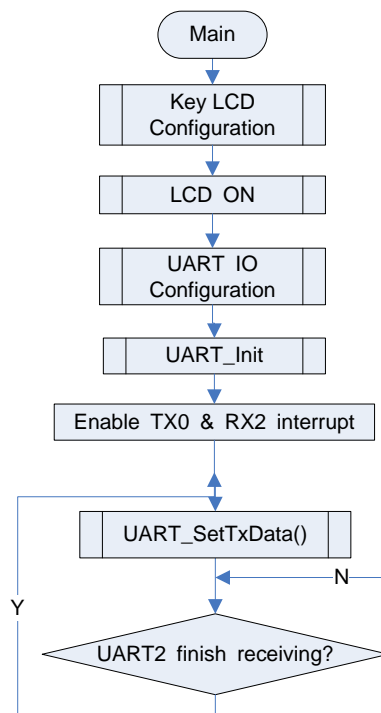 Main
Key LCD
Configuration
LCD ON
UART IO
Configuration
UART_Init
Enable TX0 & RX2 interrupt
UART_SetTxData()
N
Y
UART2 finish receiving?